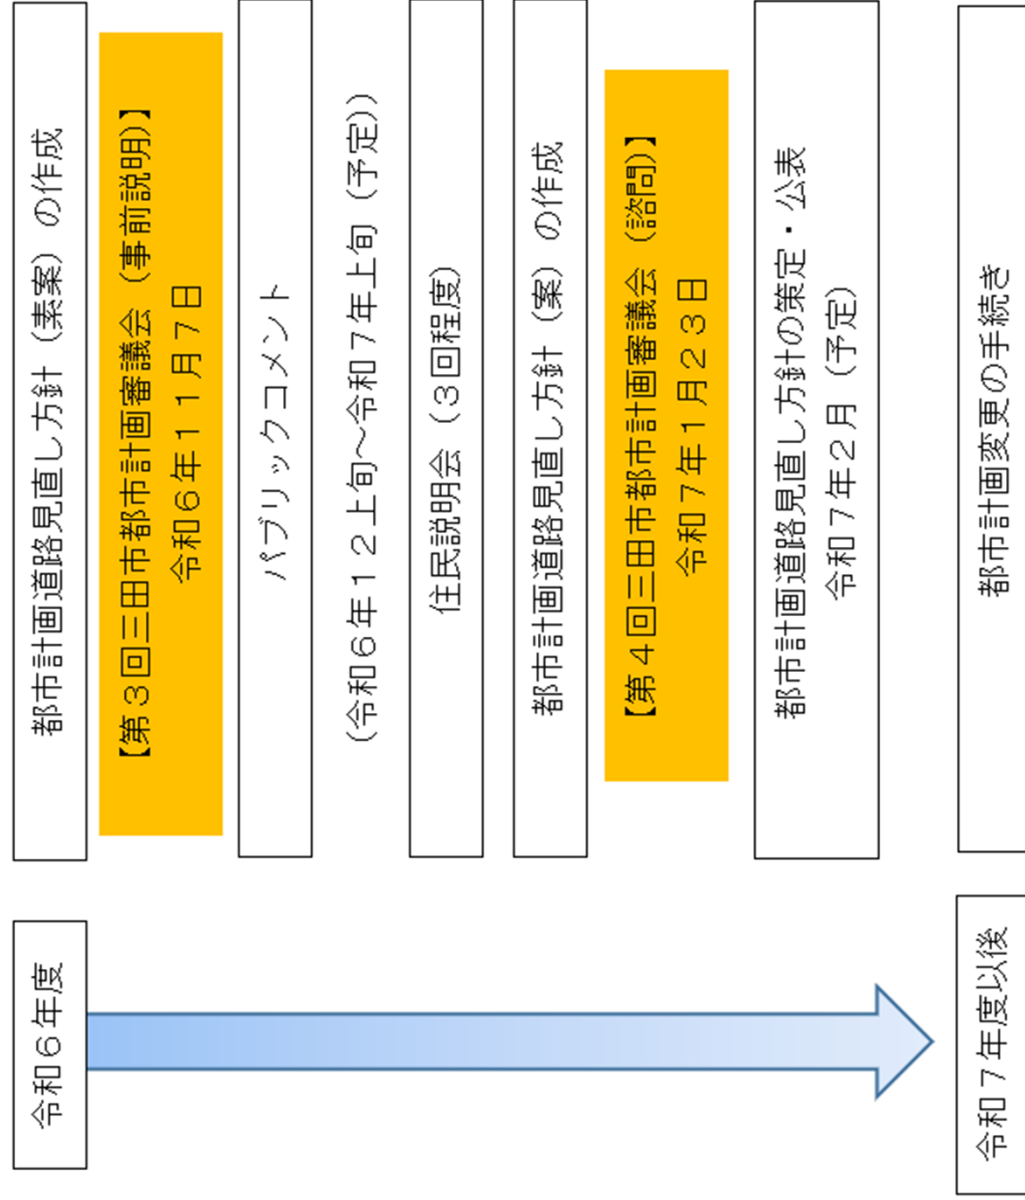 令和６年度
都市計画道路見直し方針（素案）の作成
【第３回三田市都市計画審議会（事前説明）】
令和６年１１月７日
パブリックコメント
（令和６年１２上旬～令和７年上旬（予定））
住民説明会（３回程度）
都市計画道路見直し方針（案）の作成
【第４回三田市都市計画審議会（諮問）】
令和７年１月２３日
都市計画道路見直し方針の策定・公表
令和７年２月（予定）
令和７年度以後
都市計画変更の手続き